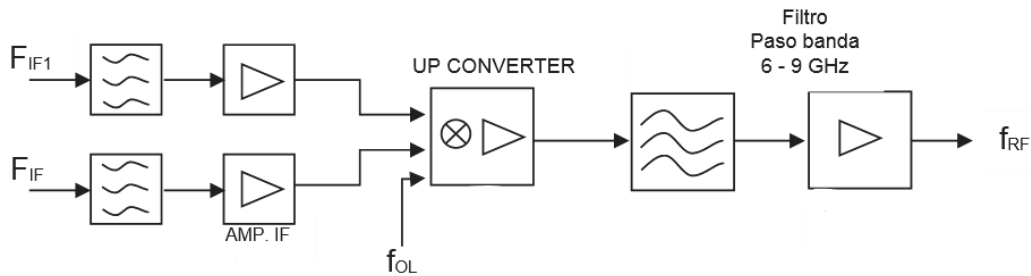 Filtro
Paso banda
6 - 9 GHz
UP CONVERTER
FIF1
FIF
AMP. IF
fOL
fRF